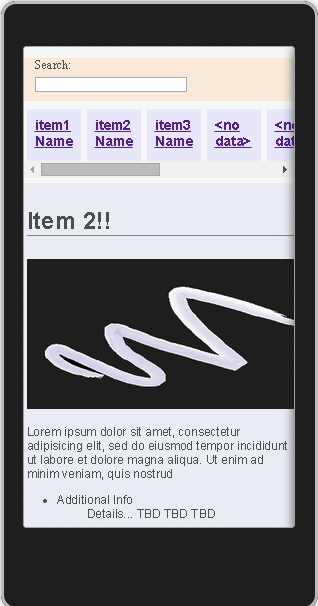 Search:
item1 item2 item3 <no <no
Name Name Name data>
Item 2!!
Lorem ipsum dolor sit amet, consectetur
adipisicing elit, sed do eiusmod tempor incididunt
ut labore et dolore magna aliqua. Ut enim ad
minim veniam, quis nostrud
Additional Info
Details... TBD TBD TBD